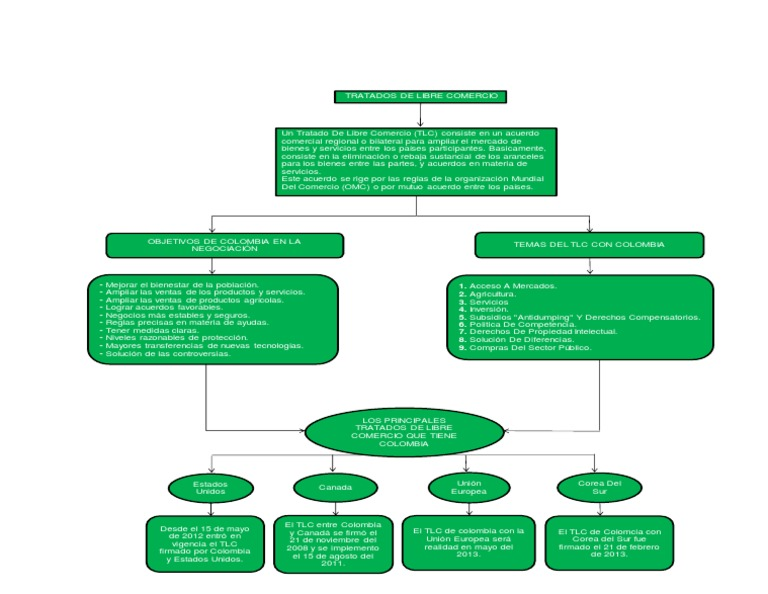 TRATADOS DE LIBRE COMERCIO
Un Tratado De Libre Comercio (TLC) consiste en un acuerdo
comercial regional o bilateral para ampliar el mercado de
bienes y servicios entre los países participantes. Básicamente,
consiste en la eliminación o rebaja sustancial de los aranceles
para los bienes entre las partes, y acuerdos en materia de
servicios.
Este acuerdo se rige por las reglas de la organización Mundial
Del Comercio (OMC) o por mutuo acuerdo entre los países.
OBJETIVOS DE COLOMBIA EN LA
NEGOCIACIÓN
- Mejorar el bienestar de la población.
- Ampliar las ventas de los productos y servicios.
- Ampliar las ventas de productos agrícolas.
- Lograr acuerdos favorables.
- Negocios más estables y seguros.
- Reglas precisas en materia de ayudas.
- Tener medidas claras.
- Niveles razonables de protección.
- Mayores transferencias de nuevas tecnologías.
- Solución de las controversias.
TEMAS DEL TLC CON COLOMBIA
1. Acceso A Mercados.
2. Agricultura.
3. Servicios
4. Inversión.
5. Subsidios "Antidumping" Y Derechos Compensatorios.
6. Política De Competencia.
7. Derechos De Propiedad Intelectual.
8. Solución De Diferencias.
9. Compras Del Sector Público.
LOS PRINCIPALES
TRATADOS DE LIBRE
COMERCIO QUE TIENE
COLOMBIA
Estados
Unidos
Desde el 15 de mayo
de 2012 entró en
vigencia el TLC
firmado por Colombia
y Estados Unidos.
Canada
El TLC entre Colombia
y Canadá se firmó el
21 de noviembre del
2008 y se implemento
el 15 de agosto del
2011.
Unión
Europea
El TLC de colombia con la
Unión Europea será
realidad en mayo del
2013.
Corea Del
Sur
El TLC de Colomcia con
Corea del Sur fue
firmado el 21 de febrero
de 2013.